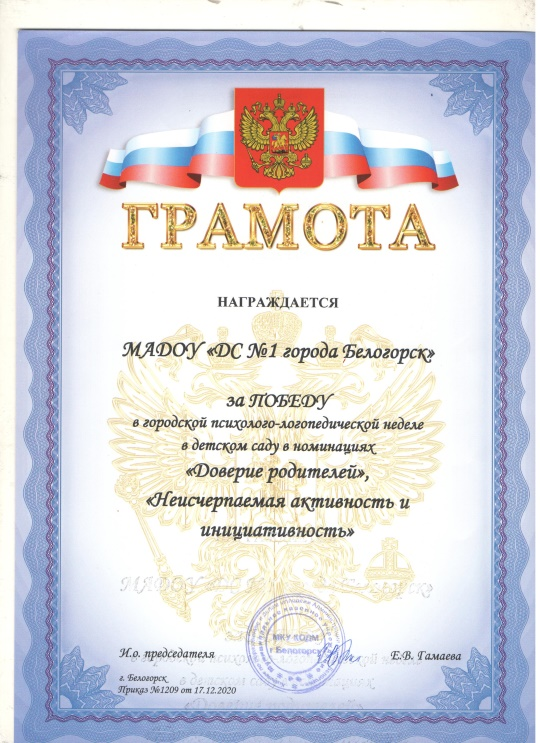 ГРАМОТА
НАГРАЖДАЕТСЯ
МАДОУ «ДС №1 города Белогорск»
за ПОБЕДУ
в городской психолого-логопедической неделе
в детском саду в номинациях
«Доверие родителей»,
«Неисчерпаемая активность и
инициативность»
МКУ КОДМ
г Белогорск
И.о. председателя
Е.В. Гамаева
г. Белогорск
Приказ №1209 от 17.12.2020